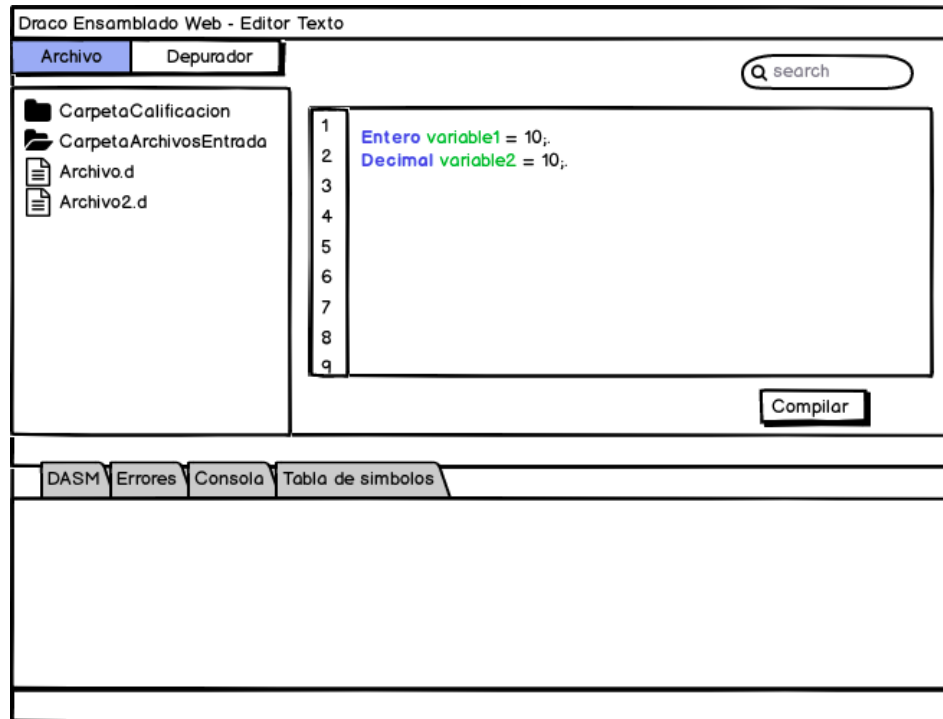 Draco Ensamblado Web - Editor Texto
Archivo Depurador
search
CarpetaCalificacion
CarpetaArchivosEntrada
Archivo.d
Archivo2.d
1
2
3
4
5
6
7
8
9
Entero variable1 = 10;.
Decimal variable2 = 10;.
Compilar
DASM Errores Consola Tabla de simbolos